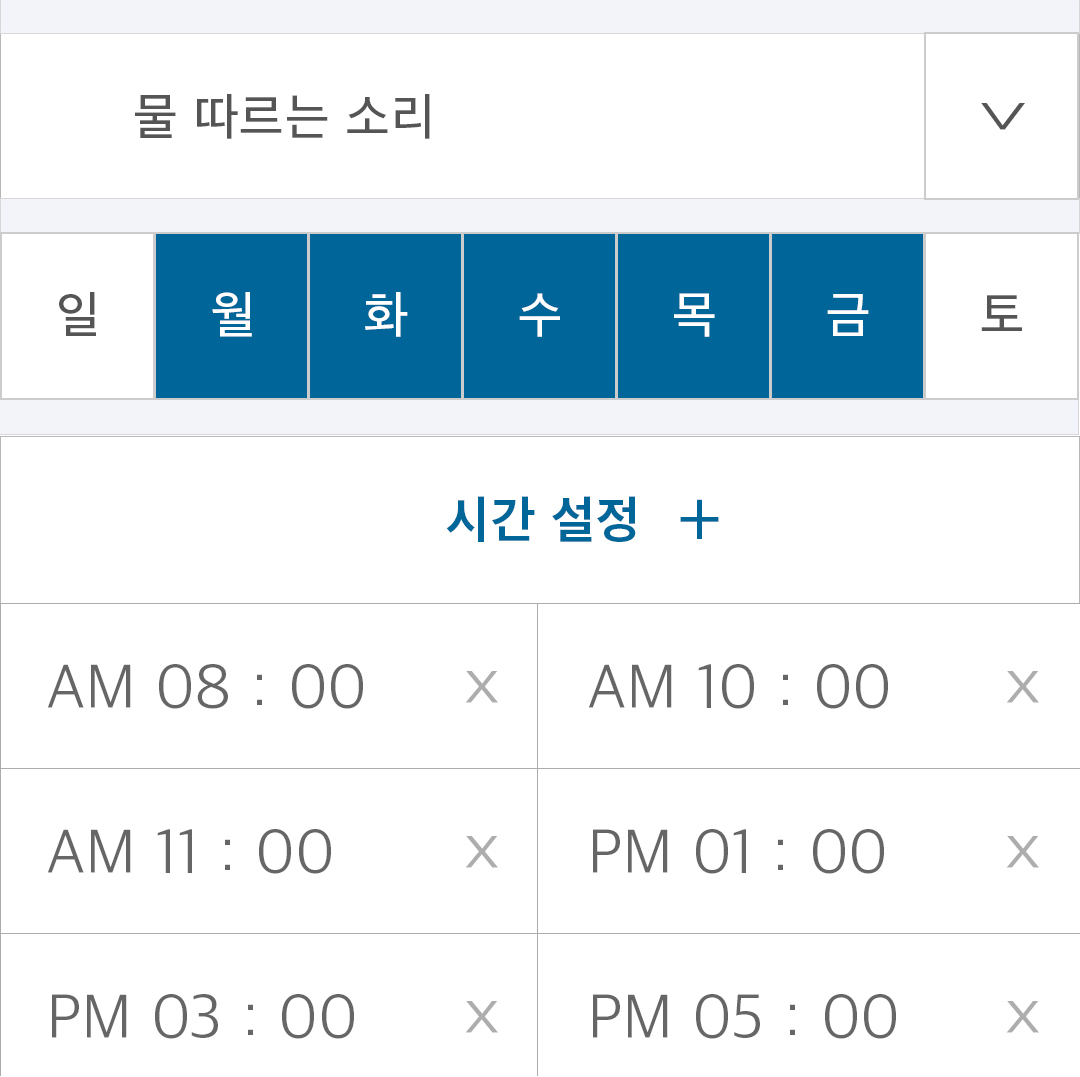 물 따르는 소리
일 월 화 수 목 금 토
시간 설정 +
AM 08 : 00 X AM 10 : 00 X
AM 11 : 00 X PM 01 : 00 X
PM 03 : 00 X PM 05 : 00 X